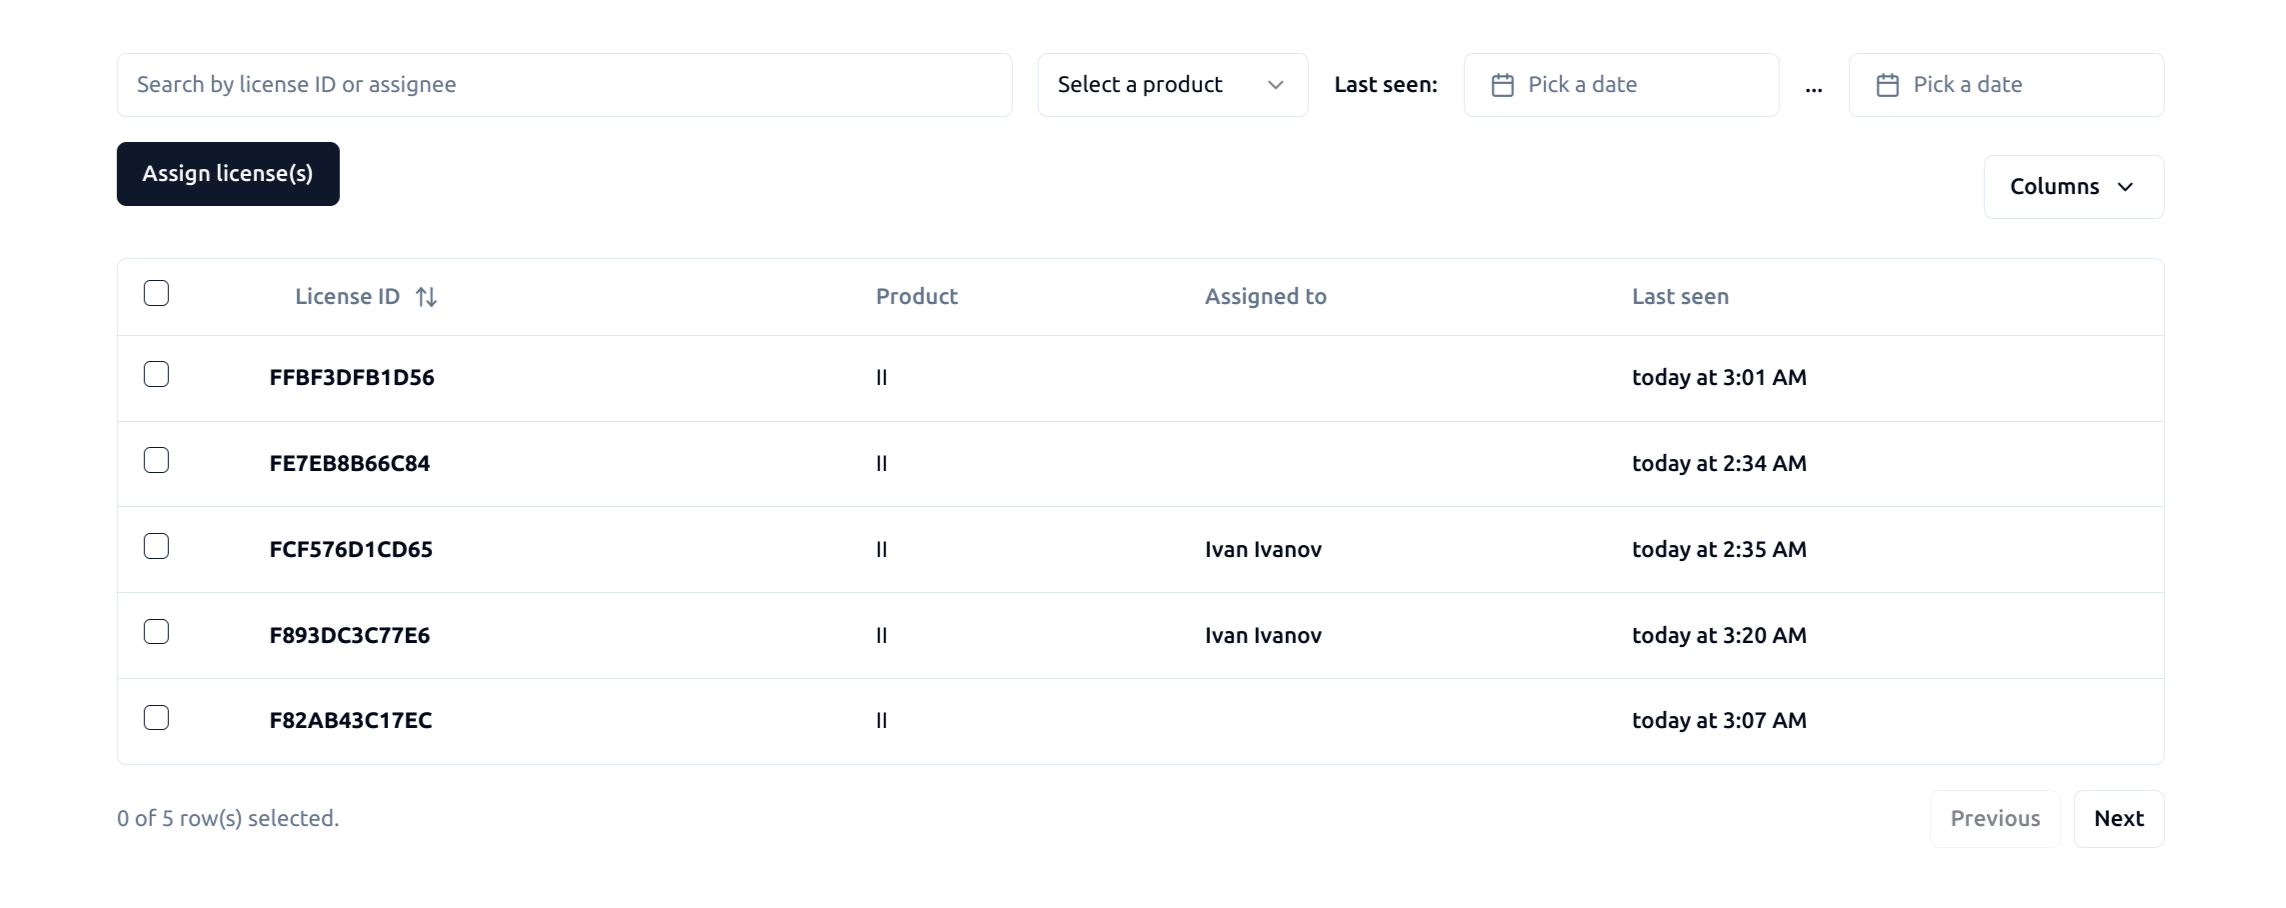 Search by license ID or assignee Select a product Last seen: Pick a date ... Pick a date
Assign license(s) Columns
License ID Product Assigned to Last seen
FFBF3DFB1D56 II today at 3:01 AM
FE7EB8B66C84 II today at 2:34 AM
FCF576D1CD65 II Ivan Ivanov today at 2:35 AM
F893DC3C77E6 II Ivan Ivanov today at 3:20 AM
F82AB43C17EC II today at 3:07 AM
0 of 5 row(s) selected. Previous Next